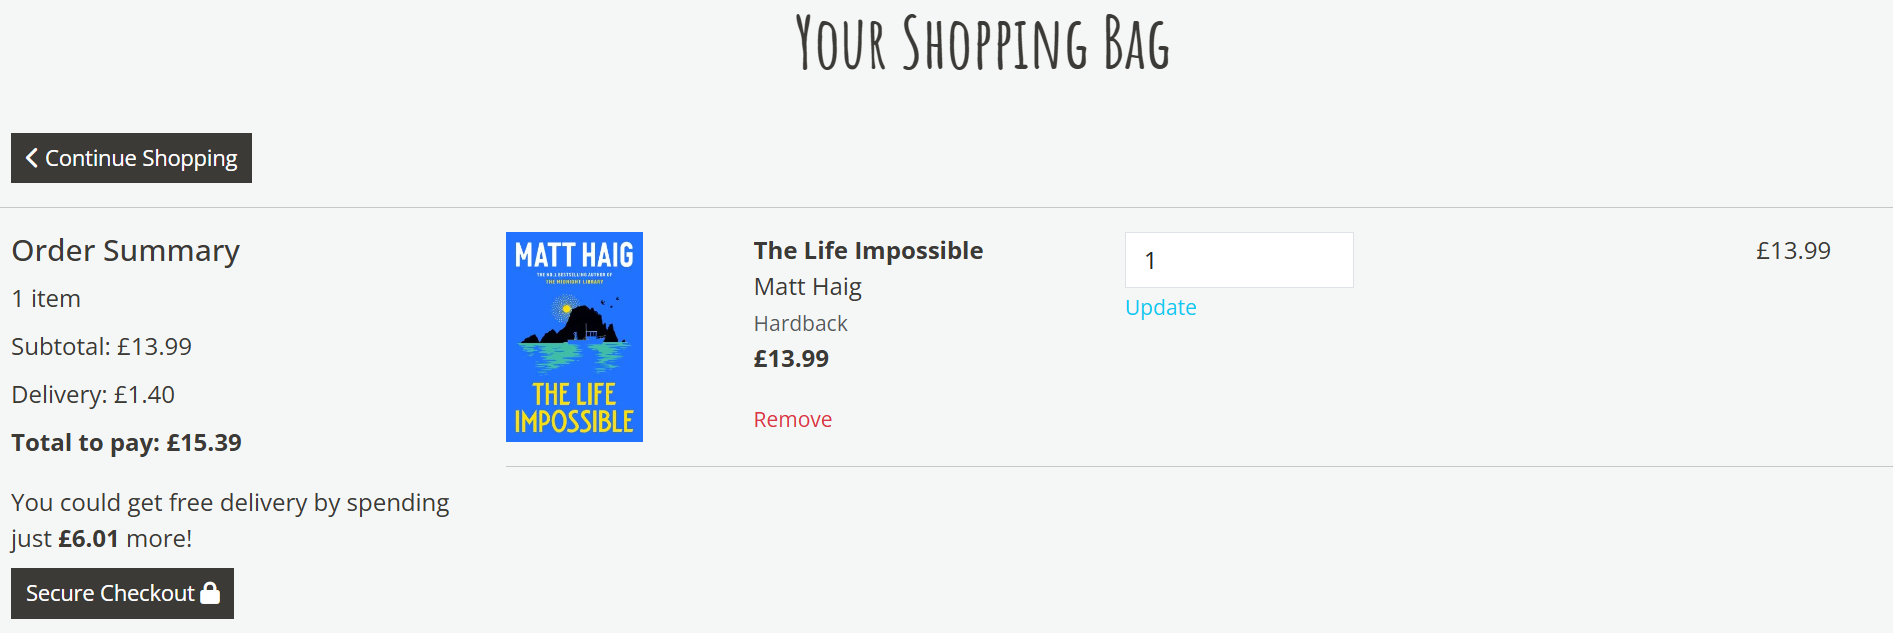 Your Shopping Bag
Continue Shopping
Order Summary
1 item
Subtotal: £13.99
Delivery: £1.40
Total to pay: £15.39
You could get free delivery by spending
just £6.01 more!
Secure Checkout
MATT HAIG
THE NO.1 BESTSELLING AUTHOR OF
THE MIDNIGHT LIBRARY
THE LIFE
IMPOSSIBLE
The Life Impossible
Matt Haig
Hardback
£13.99
Remove
1
Update
£13.99